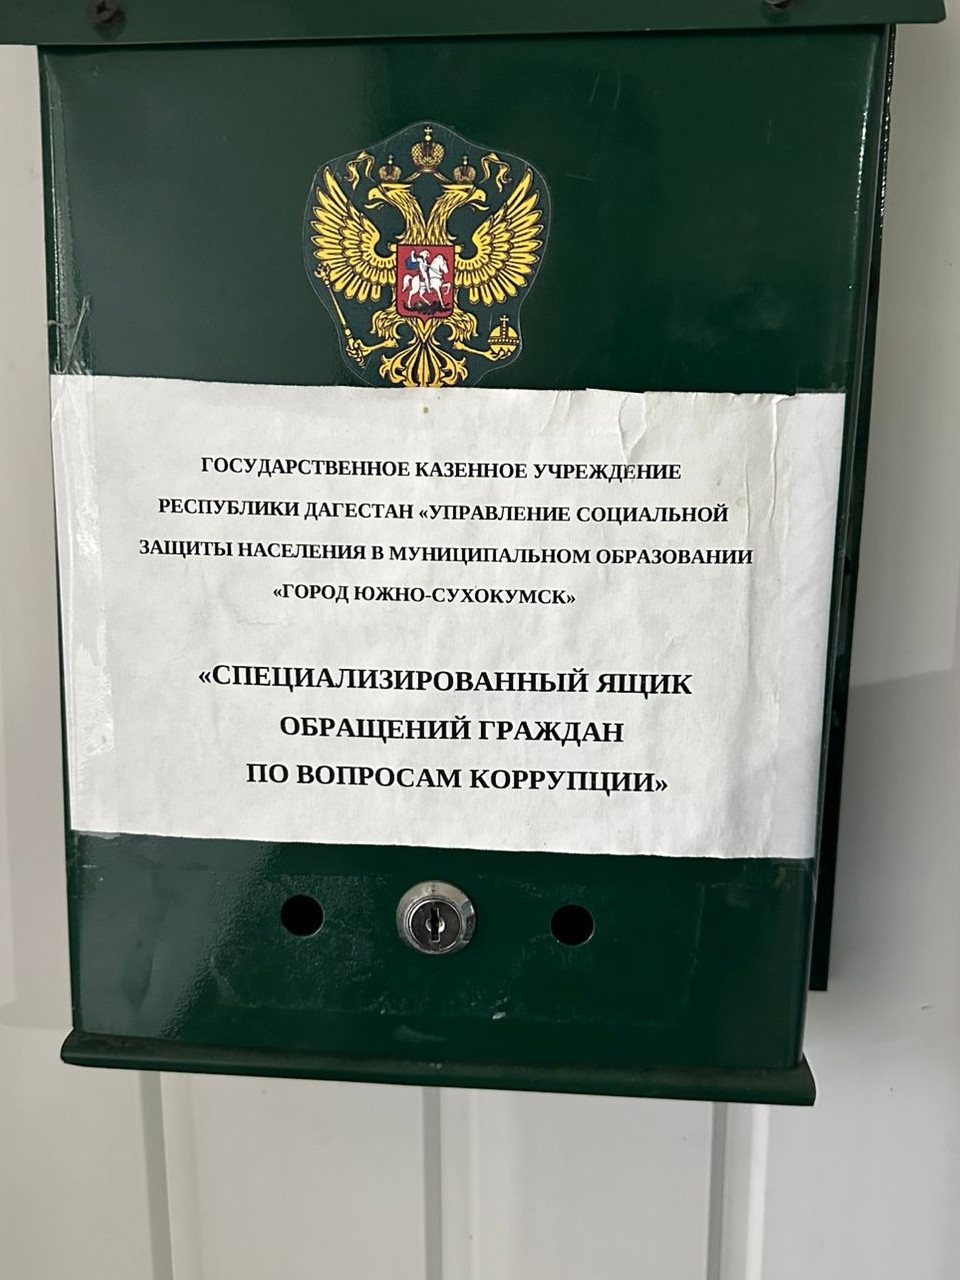 ГОСУДАРСТВЕННОЕ КАЗЕННОЕ УЧРЕЖДЕНИЕ
РЕСПУБЛИКИ ДАГЕСТАН «УПРАВЛЕНИЕ СОЦИАЛЬНОЙ
ЗАЩИТЫ НАСЕЛЕНИЯ В МУНИЦИПАЛЬНОМ ОБРАЗОВАНИИ
«ГОРОД ЮЖНО-СУХОКУМСК»
«СПЕЦИАЛИЗИРОВАННЫЙ ЯЩИК
ОБРАЩЕНИЙ ГРАЖДАН
ПО ВОПРОСАМ КОРРУПЦИИ»